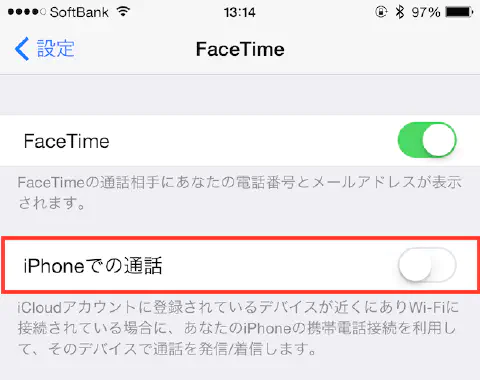 SoftBank 13:14 97%
設定 FaceTime
FaceTime
FaceTimeの通話相手にあなたの電話番号とメールアドレスが表示
されます。
iPhoneでの通話
iCloudアカウントに登録されているデバイスが近くにありWi-Fiに
接続されている場合に、あなたのiPhoneの携帯電話接続を利用し
て、そのデバイスで通話を発信/着信します。